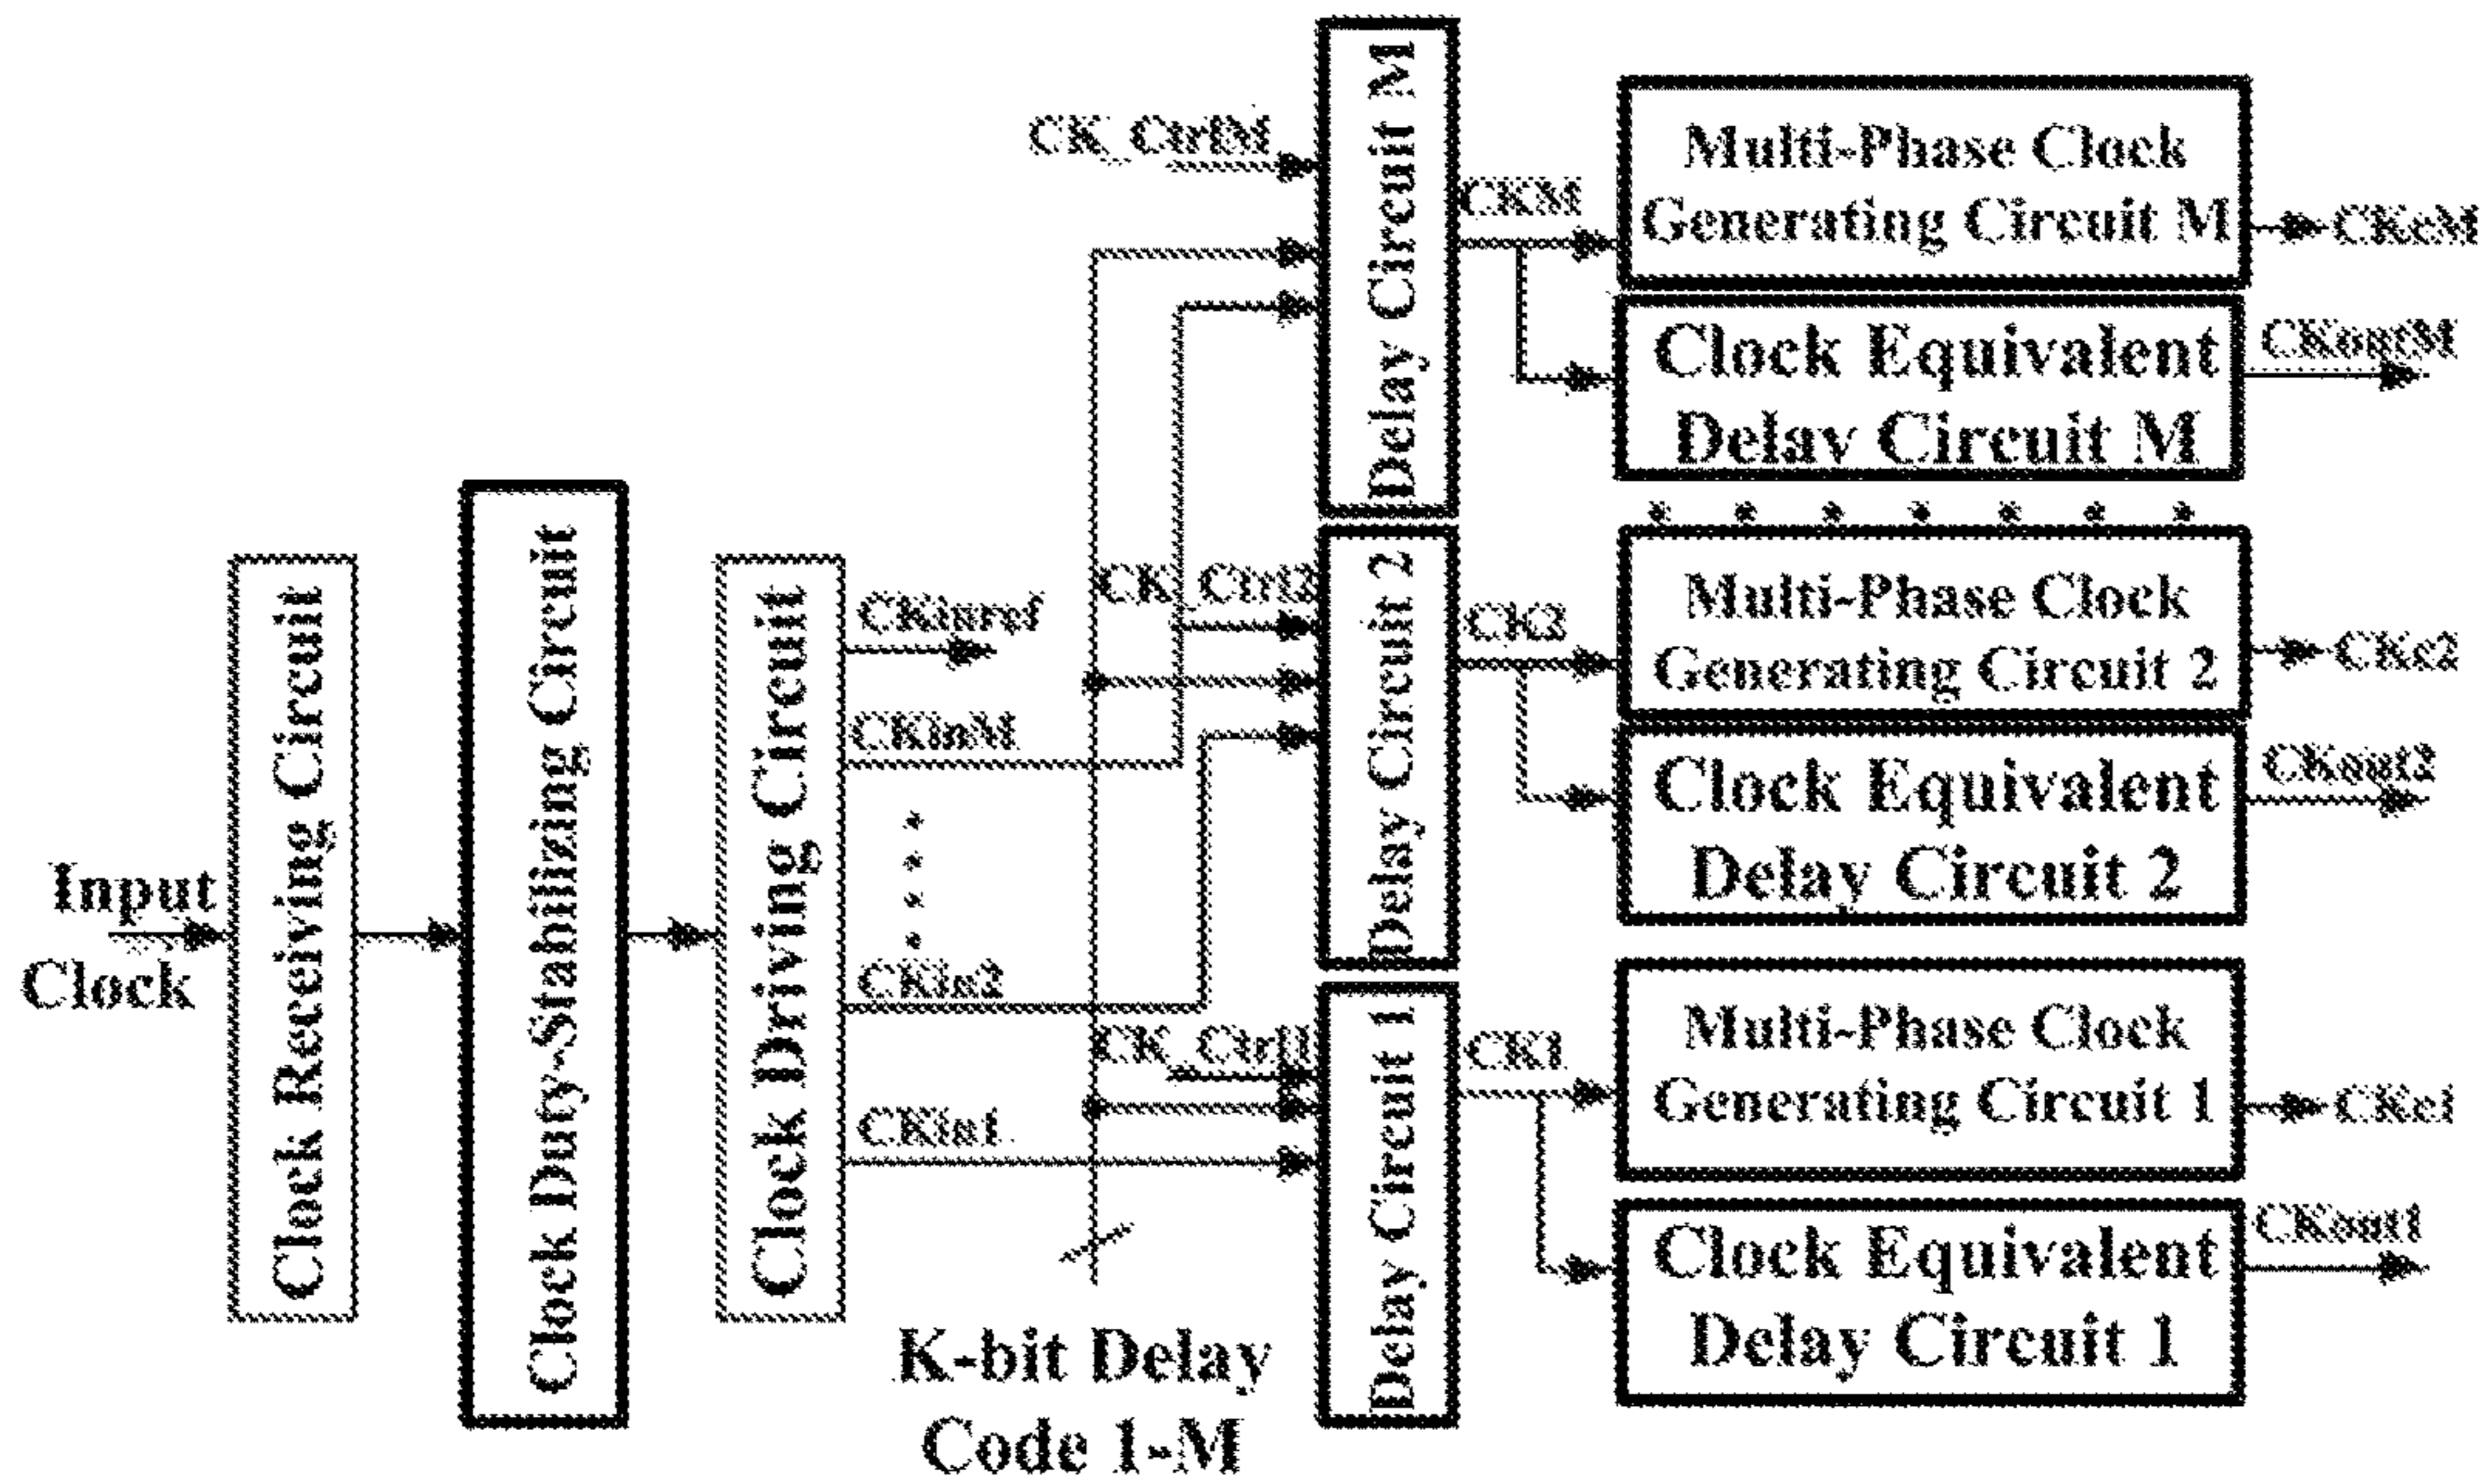 Input
Clock
Clock Receiving Circuit
Clock Duty-Stabilizing Circuit
Clock Driving Circuit
CKinref
CKinM
CKin2
CKin1
K-bit Delay
Code 1-M
CK_CtrlM
CK_Ctrl2
CK_Ctrl1
Delay Circuit M
Delay Circuit 2
Delay Circuit 1
CKM
CK2
CK1
Multi-Phase Clock
Generating Circuit M
CKcM
Clock Equivalent
Delay Circuit M
CKoutM
Multi-Phase Clock
Generating Circuit 2
CKc2
Clock Equivalent
Delay Circuit 2
CKout2
Multi-Phase Clock
Generating Circuit 1
CKc1
Clock Equivalent
Delay Circuit 1
CKout1